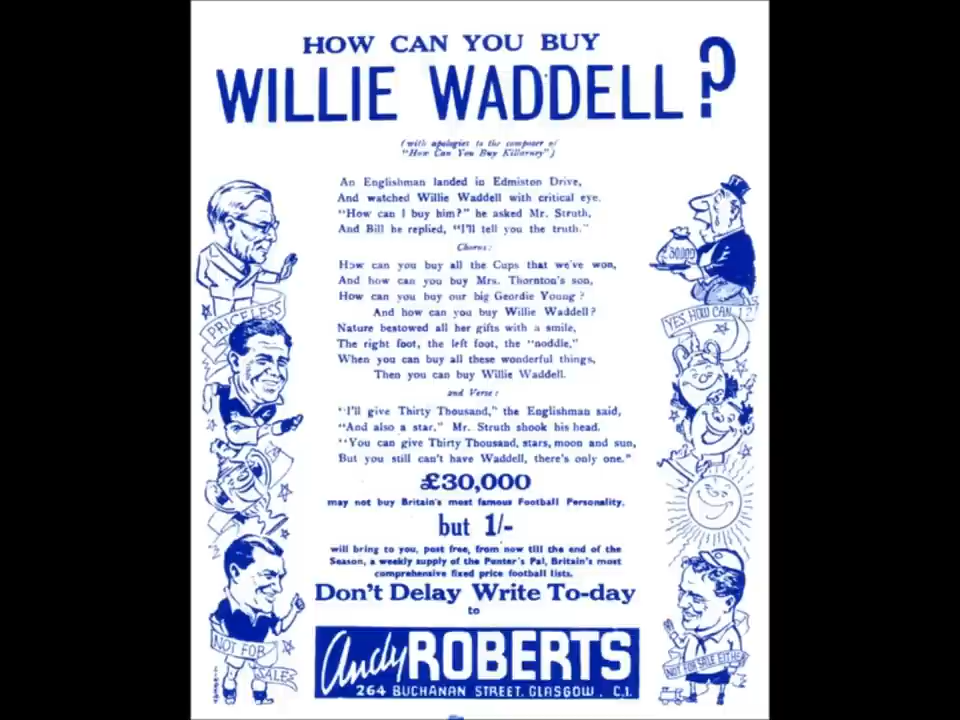 HOW CAN YOU BUY
WILLIE WADDELL?
(with apologies to the composer of
"How Can You Buy Killarney")
An Englishman landed in Edmiston Drive,
And watched Willie Waddell with critical eye.
"How can I buy him?" he asked Mr. Struth,
And Bill he replied, "I'll tell you the truth."
Chorus:
How can you buy all the Cups that we've won,
And how can you buy Mrs. Thornton's son,
How can you buy our big Geordie Young?
And how can you buy Willie Waddell?
Nature bestowed all her gifts with a smile,
The right foot, the left foot, the "noddle,"
When you can buy all these wonderful things,
Then you can buy Willie Waddell.
2nd Verse:
"I'll give Thirty Thousand," the Englishman said,
"And also a star," Mr. Struth shook his head.
"You can give Thirty Thousand, stars, moon and sun,
But you still can't have Waddell, there's only one."
£30,000
may not buy Britain's most famous Football Personality,
but 1/-
will bring to you, post free, from now till the end of the
Season, a weekly supply of the Punter's Pal, Britain's most
comprehensive fixed price football lists.
Don't Delay Write To-day
to
Andy ROBERTS
264 BUCHANAN STREET, GLASGOW, C.1.
PRICELESS
NOT FOR
SALE
£30,000
YES, HOW CAN I?
NOT FOR SALE EITHER